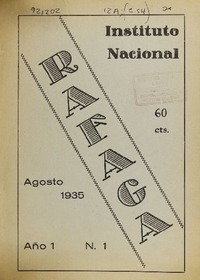 Instituto
Nacional
RAFAGA
60
cts.
Agosto
1935
Año 1 N. 1